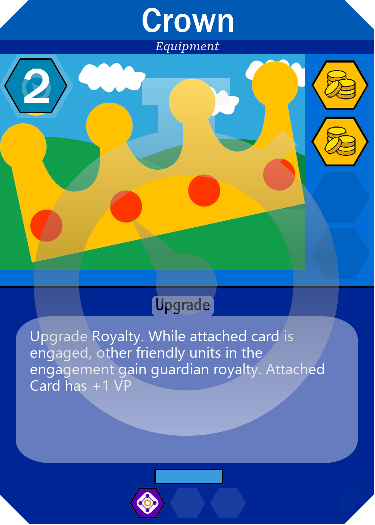 Crown
Equipment
2
Upgrade
Upgrade Royalty. While attached card is
engaged, other friendly units in the
engagement gain guardian royalty. Attached
Card has +1 VP